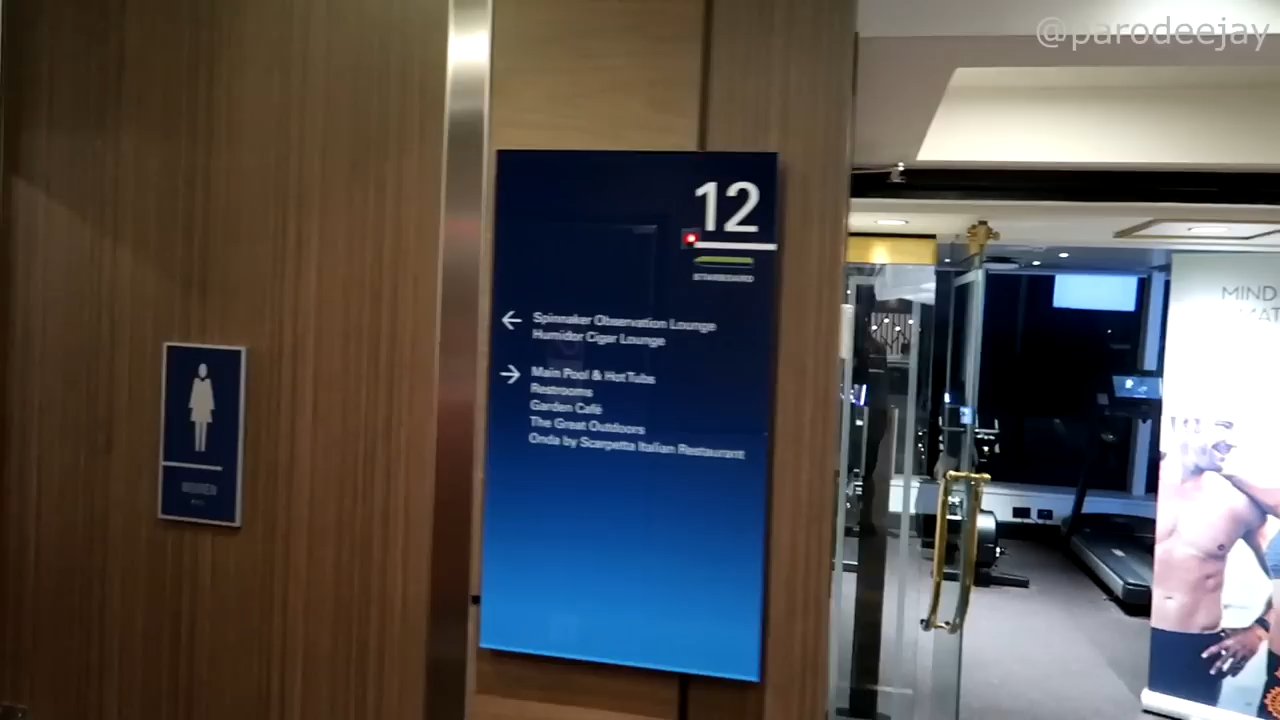 @parodeejay
12
STARBOARD
Spinnaker Observation Lounge
Humidor Cigar Lounge
Main Pool & Hot Tubs
Restrooms
Garden Café
The Great Outdoors
Onda by Scarpetta Italian Restaurant
WOMEN
MIND